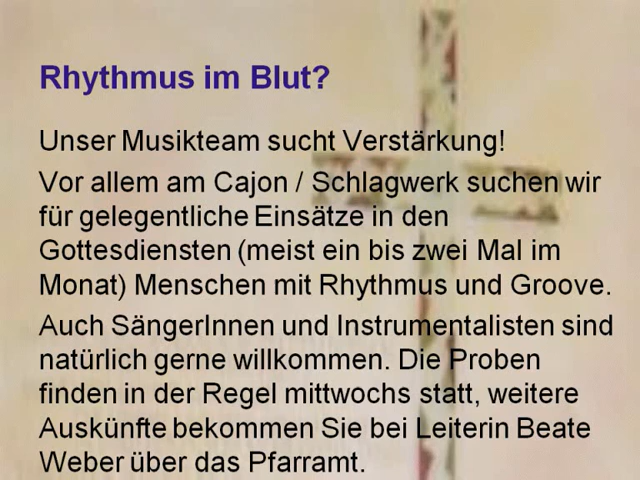 Rhythmus im Blut?
Unser Musikteam sucht Verstärkung!
Vor allem am Cajon / Schlagwerk suchen wir
für gelegentliche Einsätze in den
Gottesdiensten (meist ein bis zwei Mal im
Monat) Menschen mit Rhythmus und Groove.
Auch SängerInnen und Instrumentalisten sind
natürlich gerne willkommen. Die Proben
finden in der Regel mittwochs statt, weitere
Auskünfte bekommen Sie bei Leiterin Beate
Weber über das Pfarramt.